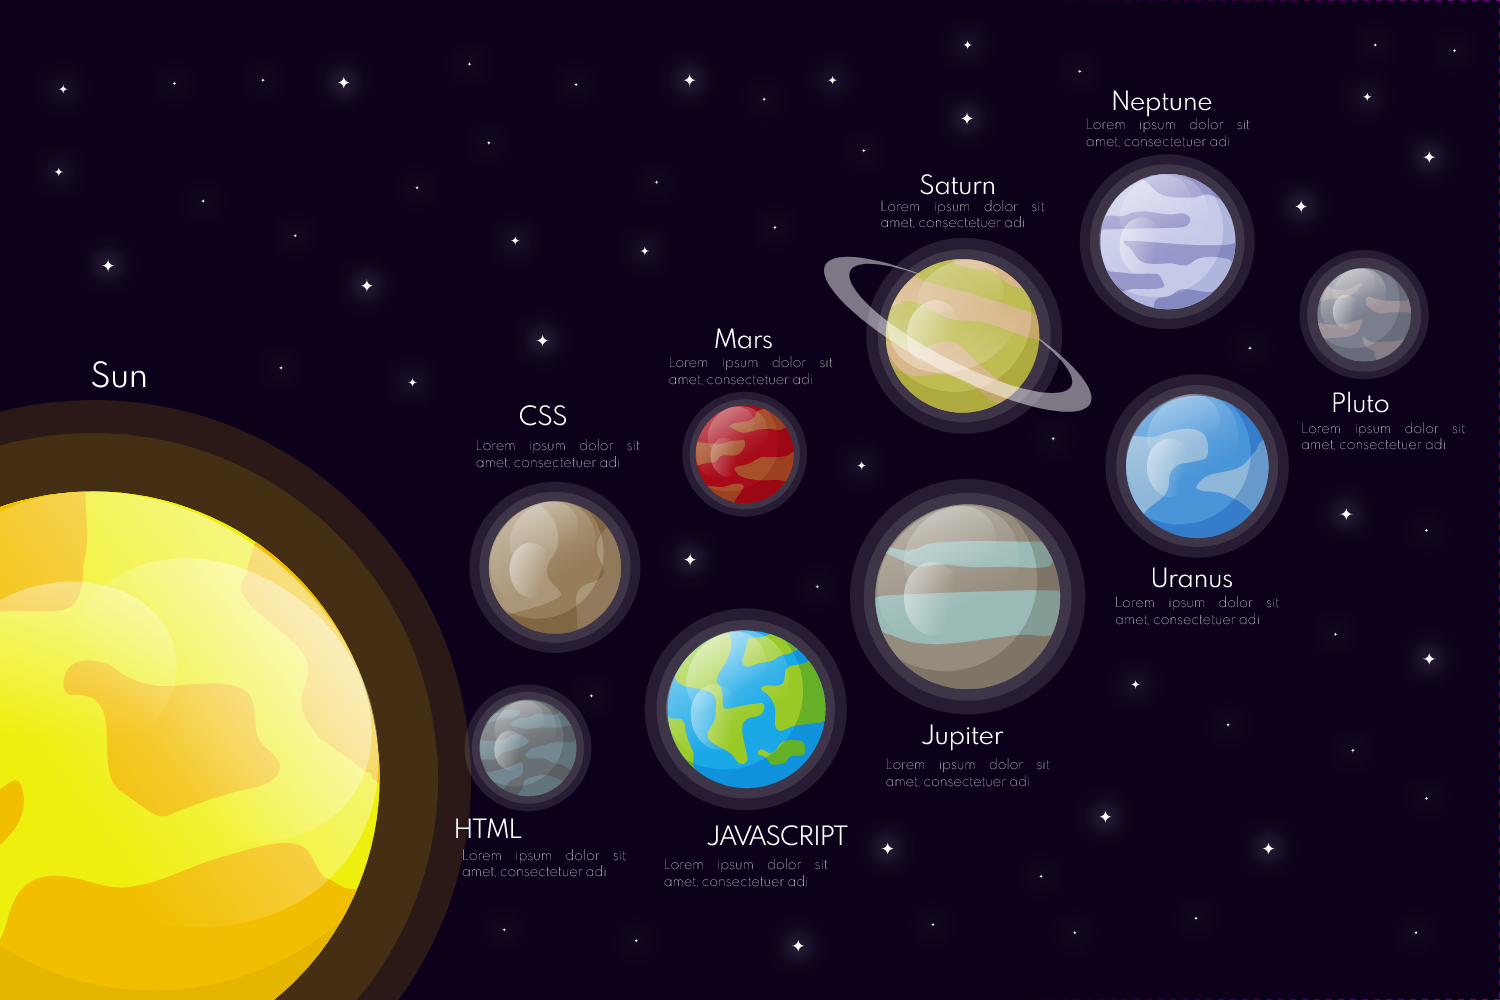 Neptune
Lorem ipsum dolor sit
amet, consectetuer adi
Saturn
Lorem ipsum dolor sit
amet, consectetuer adi
Mars
Lorem ipsum dolor sit
amet, consectetuer adi
Sun
CSS
Lorem ipsum dolor sit
amet, consectetuer adi
Pluto
Lorem ipsum dolor sit
amet, consectetuer adi
Uranus
Lorem ipsum dolor sit
amet, consectetuer adi
Jupiter
Lorem ipsum dolor sit
amet, consectetuer adi
HTML
Lorem ipsum dolor sit
amet, consectetuer adi
JAVASCRIPT
Lorem ipsum dolor sit
amet, consectetuer adi